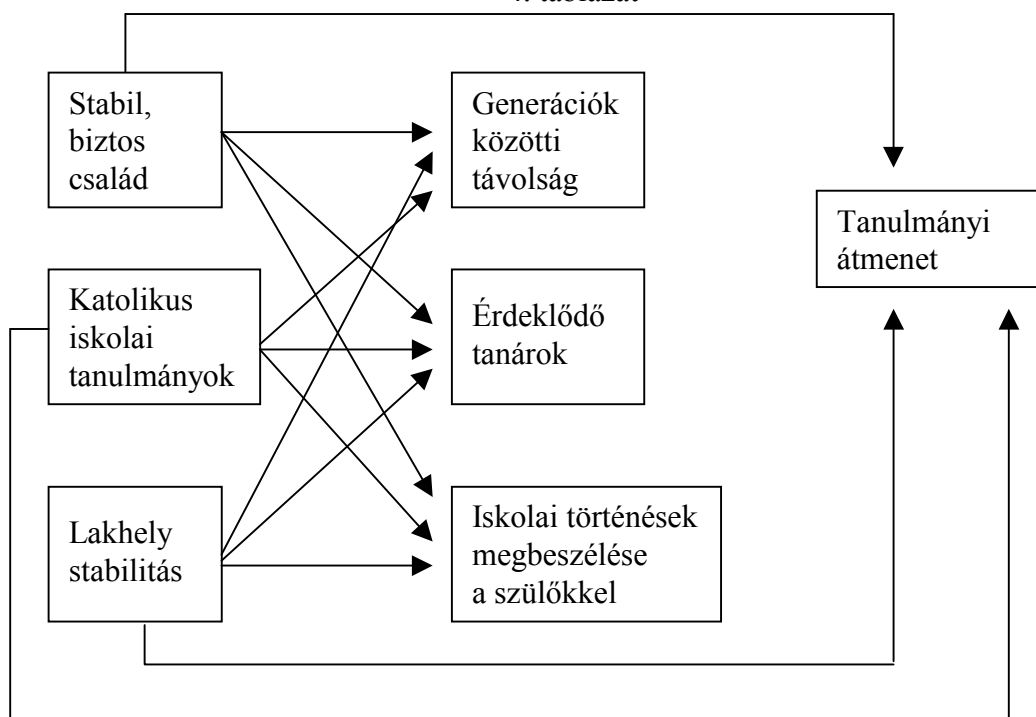 Stabil,
biztos
család
Generációk
közötti
távolság
Tanulmányi
átmenet
Katolikus
iskolai
tanulmányok
Érdeklődő
tanárok
Lakhely
stabilitás
Iskolai történések
megbeszélése
a szülőkkel